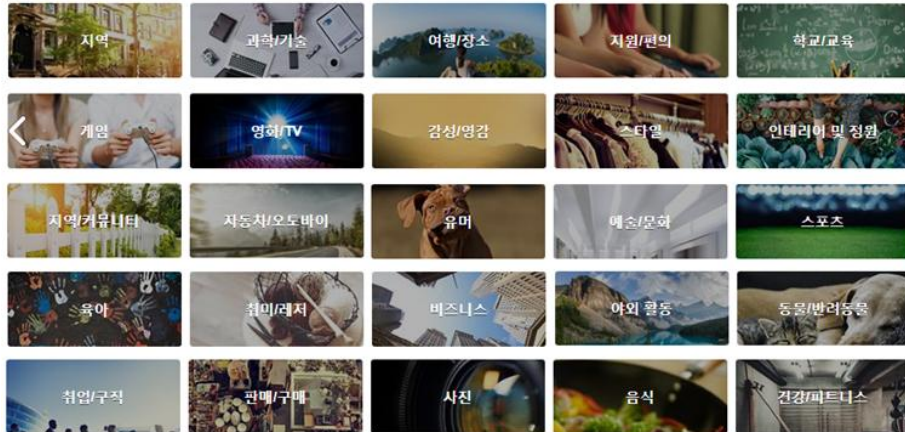 지역
과학/기술
여행/장소
지원/편의
학교/교육
게임
영화/TV
감성/영감
스타일
인테리어 및 정원
지역/커뮤니티
자동차/오토바이
유머
예술/문화
스포츠
육아
취미/레저
비즈니스
야외 활동
동물/반려동물
취업/구직
판매/구매
사진
음식
건강/피트니스